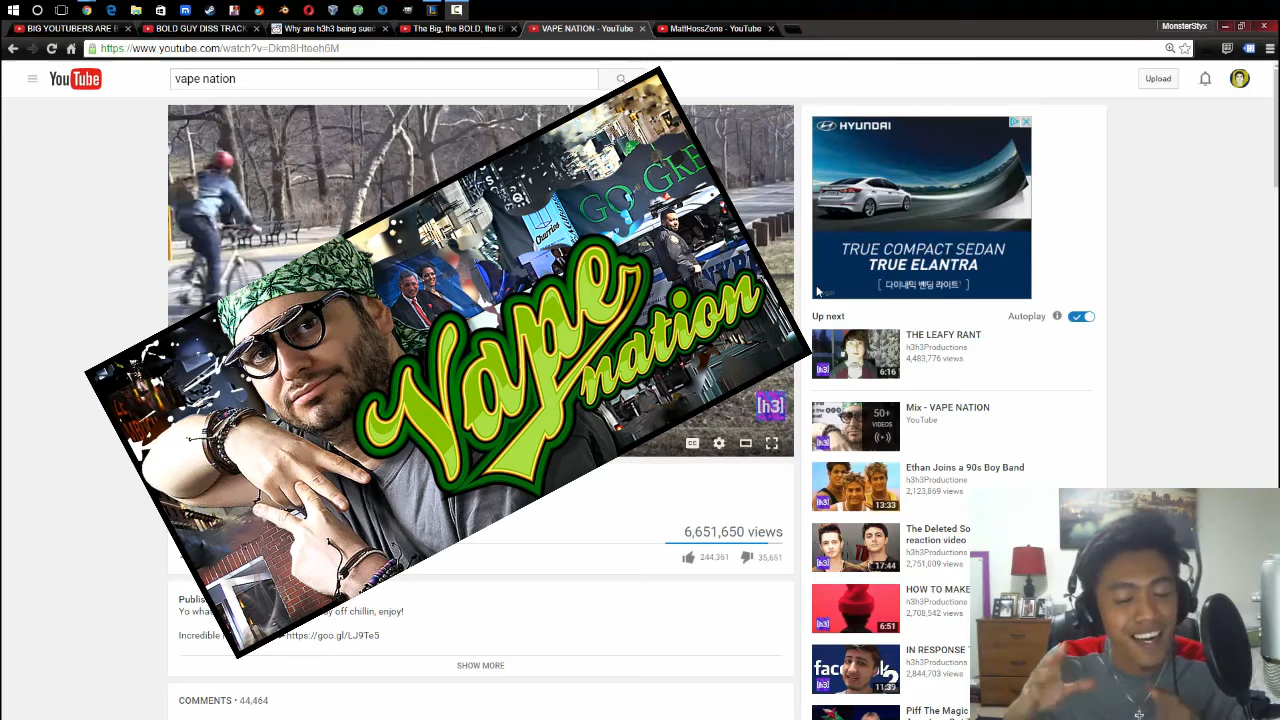 BIG YOUTUBERS ARE B
BOLD GUY DISS TRACK
Why are h3h3 being sued
The Big, the BOLD, the B
VAPE NATION - YouTube
MattHossZone - YouTube
MonsterStyx
https://www.youtube.com/watch?v=Dkm8Hteeh6M
YouTube
vape nation
Upload
GO GRE
Charries
Vape
nation
[h3]
CC
HYUNDAI
TRUE COMPACT SEDAN
TRUE ELANTRA
Up next
Autoplay
THE LEAFY RANT
h3h3Productions
4,483,776 views
6:16
Mix - VAPE NATION
YouTube
50+
VIDEOS
Ethan Joins a 90s Boy Band
h3h3Productions
2,123,869 views
13:33
The Deleted So
reaction video
h3h3Productions
2,751,009 views
17:44
HOW TO MAKE
h3h3Productions
2,708,542 views
6:51
IN RESPONSE
h3h3Productions
2,844,703 views
11:39
Piff The Magic
6,651,650 views
244,361
35,651
Publis
Yo wha
y off chillin, enjoy!
Incredible
https://goo.gl/LJ9Te5
SHOW MORE
COMMENTS • 44,464